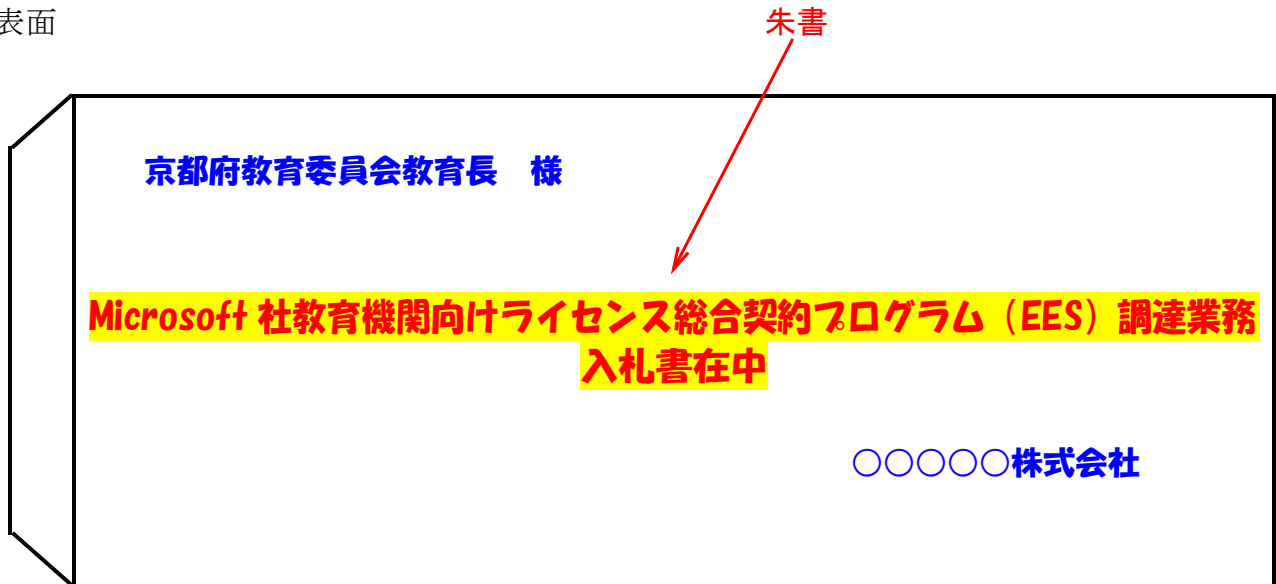 表面
朱書
京都府教育委員会教育長　様
Microsoft 社教育機関向けライセンス総合契約プログラム（EES）調達業務
入札書在中
○○○○○株式会社